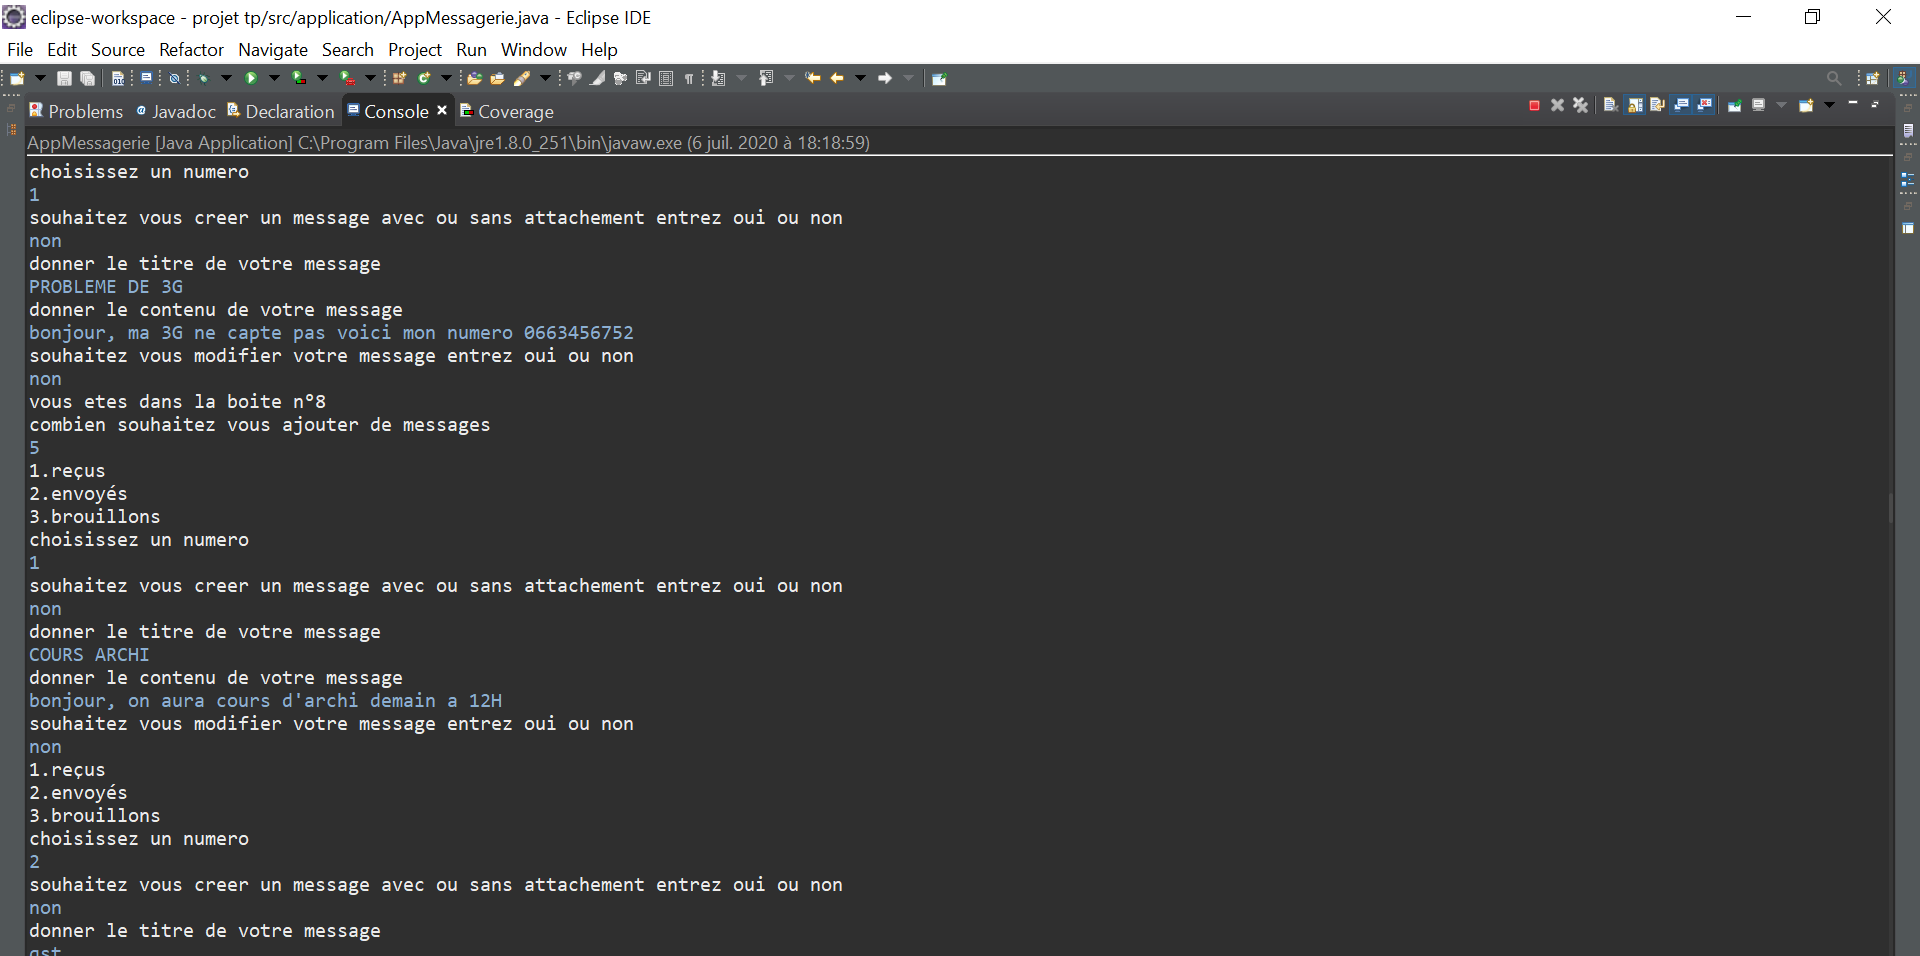 eclipse-workspace - projet tp/src/application/AppMessagerie.java - Eclipse IDE
File Edit Source Refactor Navigate Search Project Run Window Help
Problems Javadoc Declaration Console Coverage
AppMessagerie [Java Application] C:\Program Files\Java\jre1.8.0_251\bin\javaw.exe (6 juil. 2020 à 18:18:59)
choisissez un numero
1
souhaitez vous creer un message avec ou sans attachement entrez oui ou non
non
donner le titre de votre message
PROBLEME DE 3G
donner le contenu de votre message
bonjour, ma 3G ne capte pas voici mon numero 0663456752
souhaitez vous modifier votre message entrez oui ou non
non
vous etes dans la boite n°8
combien souhaitez vous ajouter de messages
5
1.reçus
2.envoyés
3.brouillons
choisissez un numero
1
souhaitez vous creer un message avec ou sans attachement entrez oui ou non
non
donner le titre de votre message
COURS ARCHI
donner le contenu de votre message
bonjour, on aura cours d'archi demain a 12H
souhaitez vous modifier votre message entrez oui ou non
non
1.reçus
2.envoyés
3.brouillons
choisissez un numero
2
souhaitez vous creer un message avec ou sans attachement entrez oui ou non
non
donner le titre de votre message